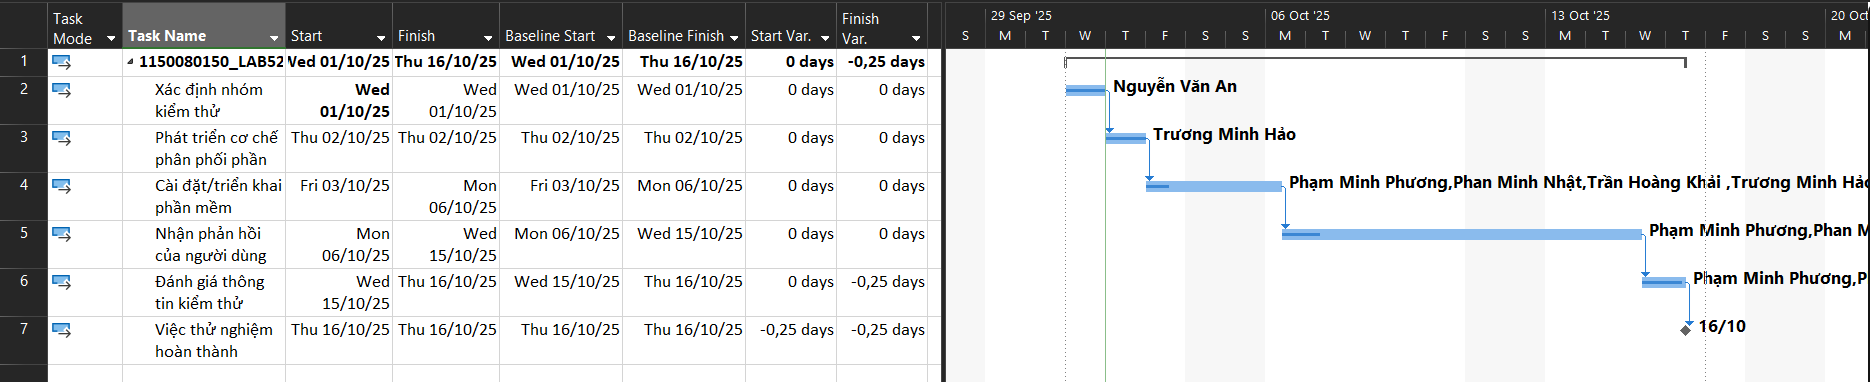 Task Mode Task Name Start Finish Baseline Start Baseline Finish Start Var. Finish Var.
29 Sep '25 06 Oct '25 13 Oct '25
S M T W T F S S M T W T F S S M T W T F S S M
1 1150080150_LAB52 Wed 01/10/25 Thu 16/10/25 Wed 01/10/25 Thu 16/10/25 0 days -0,25 days
2 Xác định nhóm kiểm thử Wed 01/10/25 Wed 01/10/25 Wed 01/10/25 Wed 01/10/25 0 days 0 days Nguyễn Văn An
3 Phát triển cơ chế phân phối phần Thu 02/10/25 Thu 02/10/25 Thu 02/10/25 Thu 02/10/25 0 days 0 days Trương Minh Hảo
4 Cài đặt/triển khai phần mềm Fri 03/10/25 Mon 06/10/25 Fri 03/10/25 Mon 06/10/25 0 days 0 days Phạm Minh Phương,Phan Minh Nhật,Trần Hoàng Khải ,Trương Minh Hảo
5 Nhận phản hồi của người dùng Mon 06/10/25 Wed 15/10/25 Mon 06/10/25 Wed 15/10/25 0 days 0 days Phạm Minh Phương,Phan M
6 Đánh giá thông tin kiểm thử Wed 15/10/25 Thu 16/10/25 Wed 15/10/25 Thu 16/10/25 0 days -0,25 days Phạm Minh Phương,P
7 Việc thử nghiệm hoàn thành Thu 16/10/25 Thu 16/10/25 Thu 16/10/25 Thu 16/10/25 -0,25 days -0,25 days 16/10